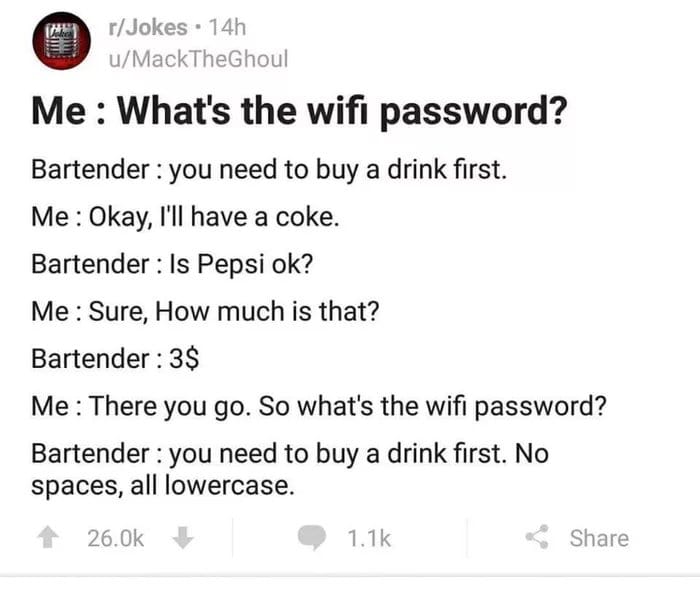 r/Jokes • 14h
u/MackTheGhoul
Me : What's the wifi password?
Bartender : you need to buy a drink first.
Me : Okay, I'll have a coke.
Bartender : Is Pepsi ok?
Me : Sure, How much is that?
Bartender : 3$
Me : There you go. So what's the wifi password?
Bartender : you need to buy a drink first. No
spaces, all lowercase.
26.0k 1.1k Share